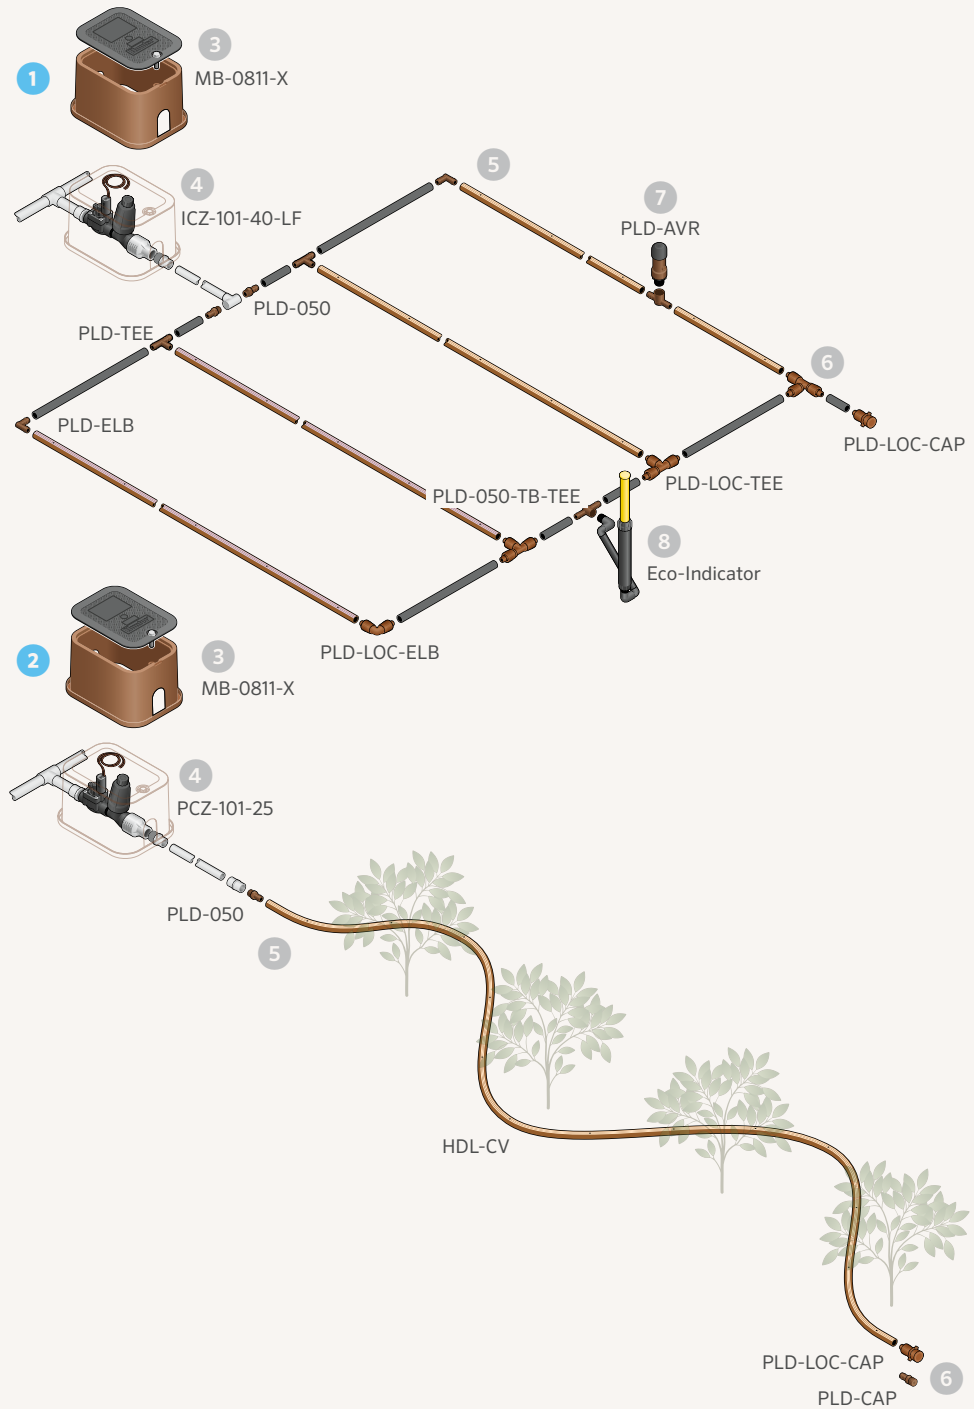 1
3
MB-0811-X
4
ICZ-101-40-LF
5
7
PLD-AVR
PLD-050
PLD-TEE
6
PLD-ELB
PLD-LOC-CAP
PLD-050-TB-TEE
PLD-LOC-TEE
8
Eco-Indicator
PLD-LOC-ELB
2
3
MB-0811-X
4
PCZ-101-25
PLD-050
5
HDL-CV
PLD-LOC-CAP
6
PLD-CAP